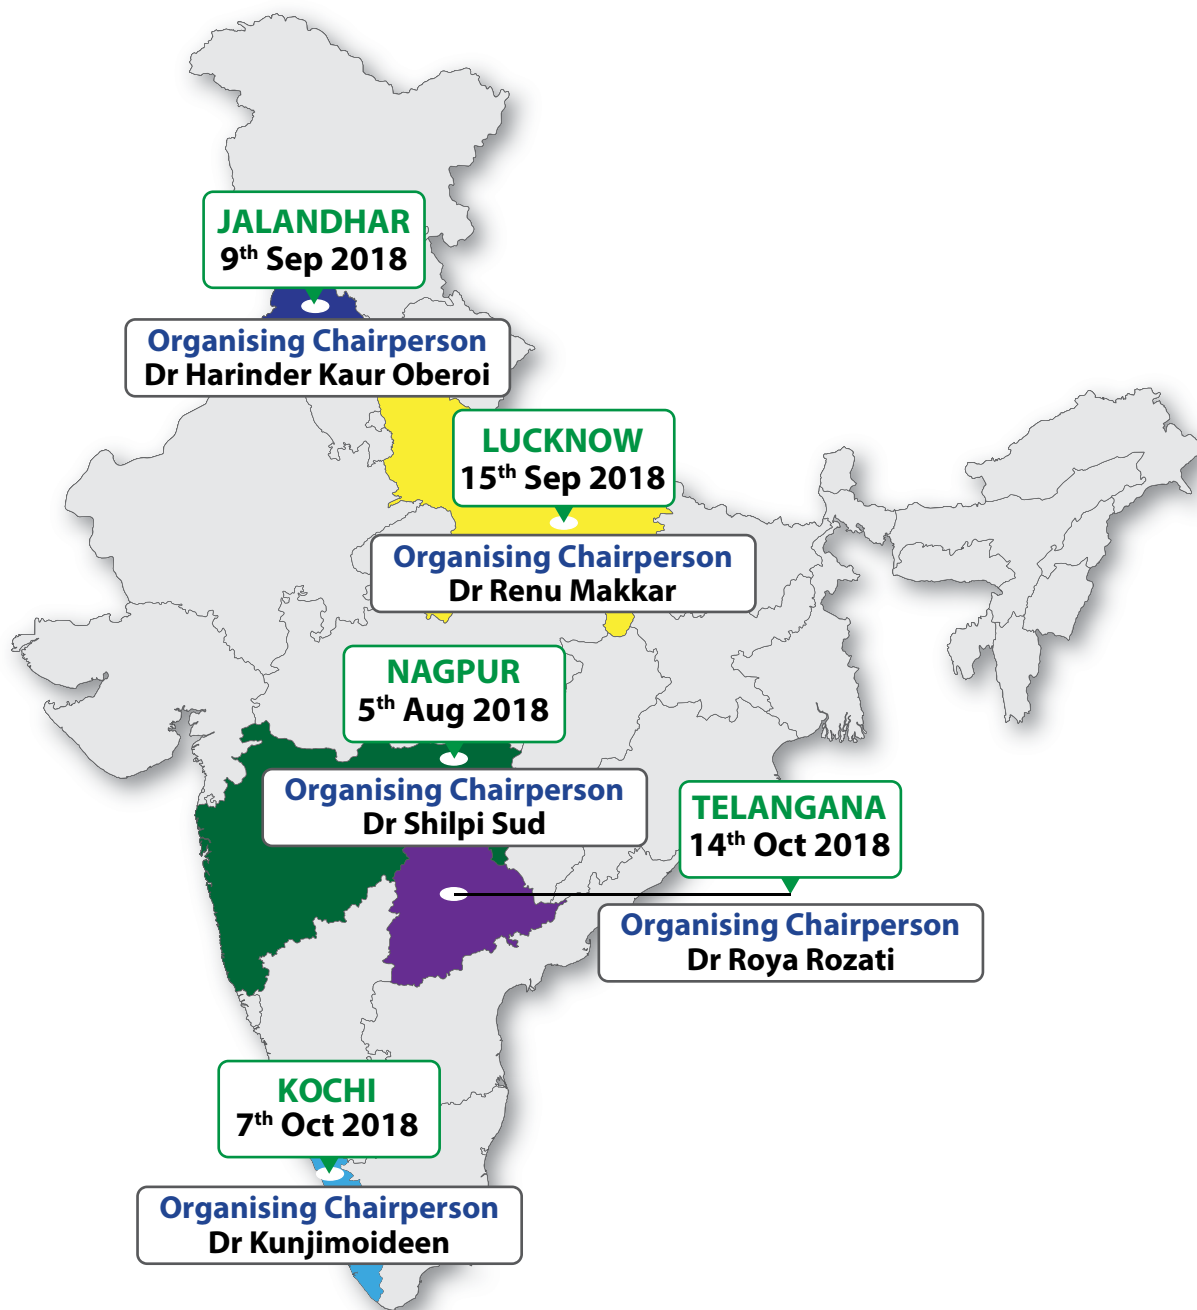 JALANDHAR
9th Sep 2018
Organising Chairperson
Dr Harinder Kaur Oberoi
LUCKNOW
15th Sep 2018
Organising Chairperson
Dr Renu Makkar
NAGPUR
5th Aug 2018
Organising Chairperson
Dr Shilpi Sud
TELANGANA
14th Oct 2018
Organising Chairperson
Dr Roya Rozati
KOCHI
7th Oct 2018
Organising Chairperson
Dr Kunjimoideen